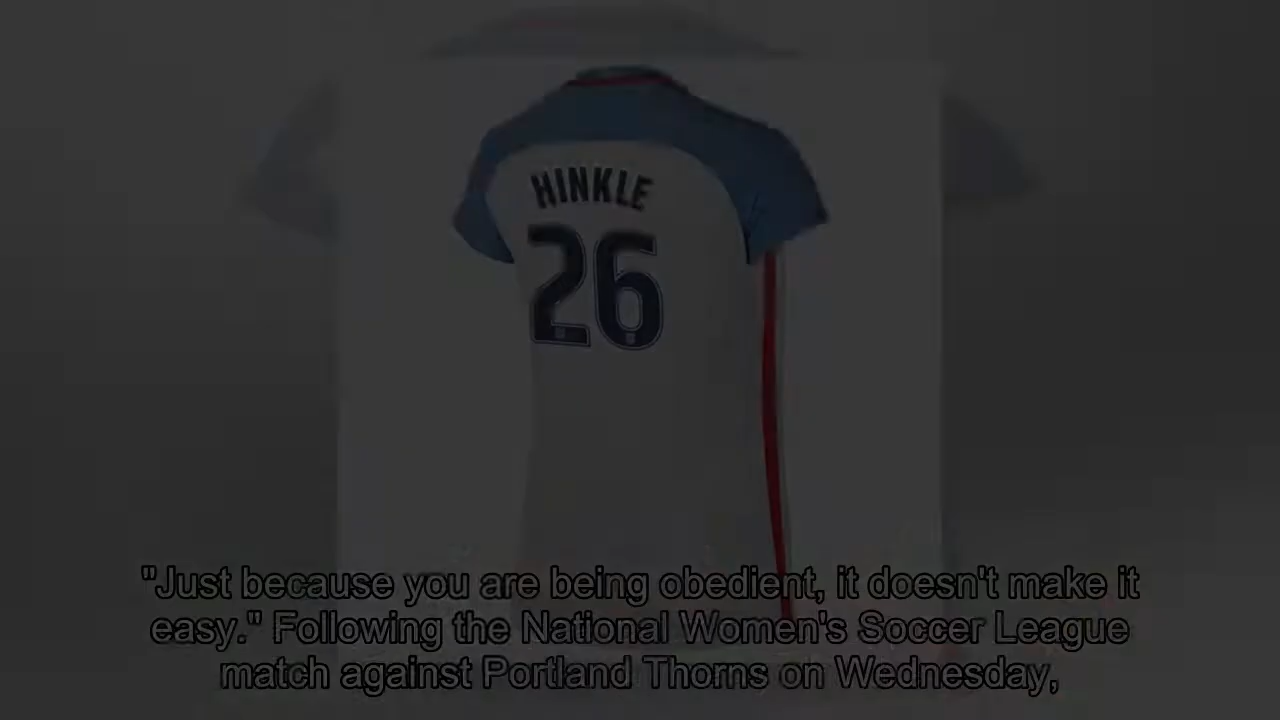 HINKLE
26
"Just because you are being obedient, it doesn't make it
easy." Following the National Women's Soccer League
match against Portland Thorns on Wednesday,